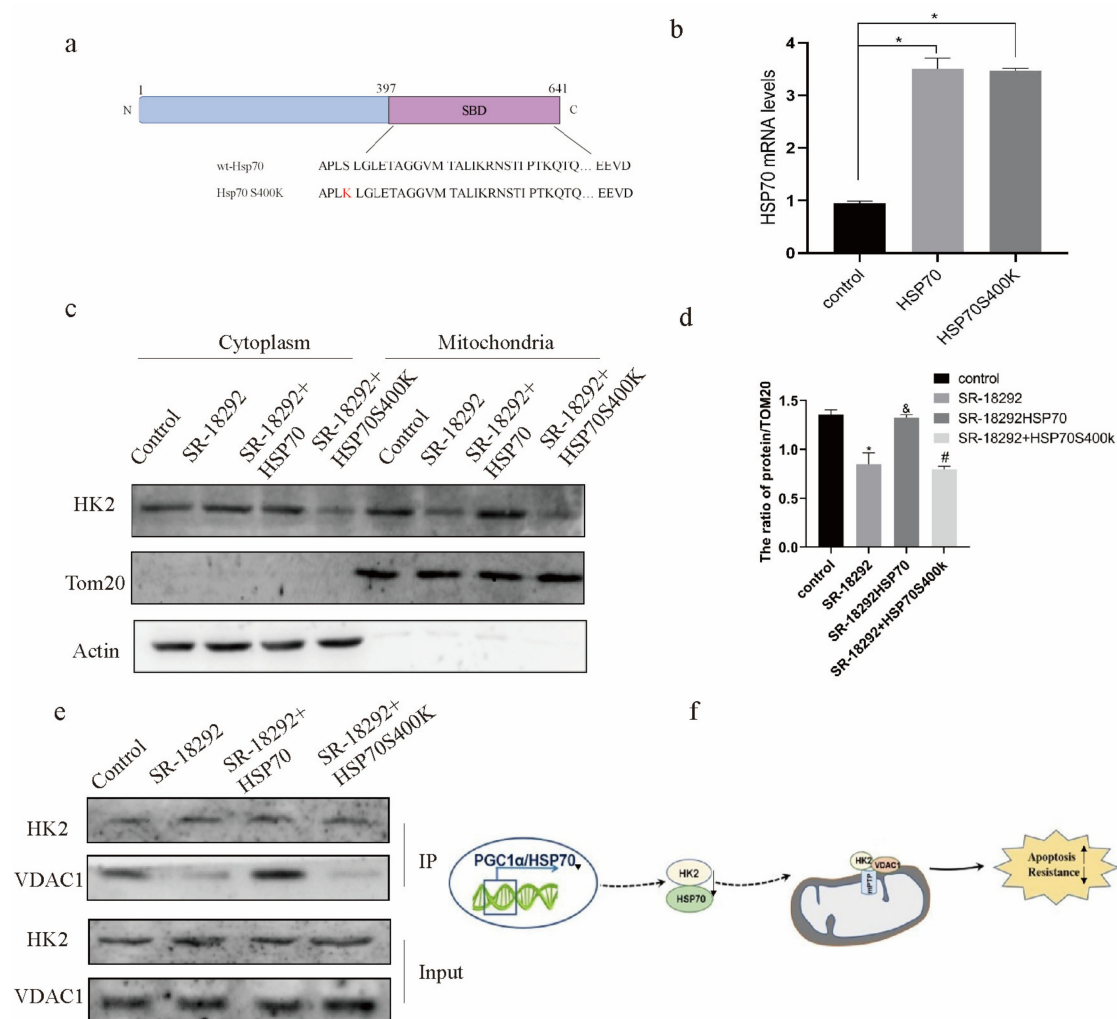 a
1
397
641
N
SBD
C
wt-Hsp70
APLSLGLETAGGVM TALIKRNSTI PTKQTQ... EEVD
Hsp70 S400K
APLK LGLETAGGVM TALIKRNSTI PTKQTQ... EEVD
b
*
*
HSP70 mRNA levels
4
3
2
1
0
control
HSP70
HSP70S400K
c
Cytoplasm
Mitochondria
Control
SR-18292
SR-18292+
HSP70
SR-18292+
HSP70S400K
Control
SR-18292
SR-18292+
HSP70
SR-18292+
HSP70S400K
HK2
Tom20
Actin
d
control
SR-18292
SR-18292HSP70
SR-18292+HSP70S400k
The ratio of protein/TOM20
1.5
1.0
0.5
0.0
*
&
#
control
SR-18292
SR-18292HSP70
SR-18292+HSP70S400k
e
Control
SR-18292
SR-18292+
HSP70
SR-18292+
HSP70S400K
HK2
VDAC1
IP
HK2
VDAC1
Input
f
PGC1α/HSP70
HK2
HSP70
HK2
VDAC1
mPTP
Apoptosis
Resistance